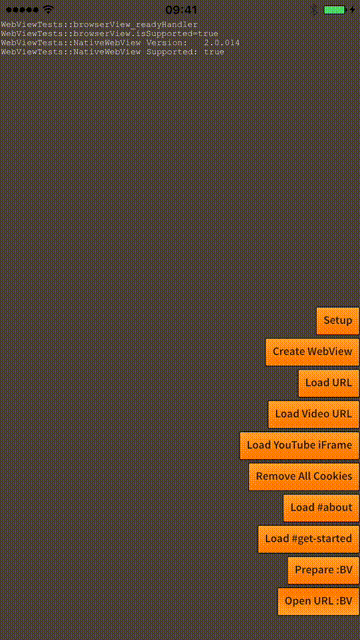 09:41
WebViewTests::browserView_readyHandler
WebViewTests::browserView.isSupported=true
WebViewTests::NativeWebView Version:   2.0.014
WebViewTests::NativeWebView Supported: true
Setup
Create WebView
Load URL
Load Video URL
Load YouTube iFrame
Remove All Cookies
Load #about
Load #get-started
Prepare :BV
Open URL :BV